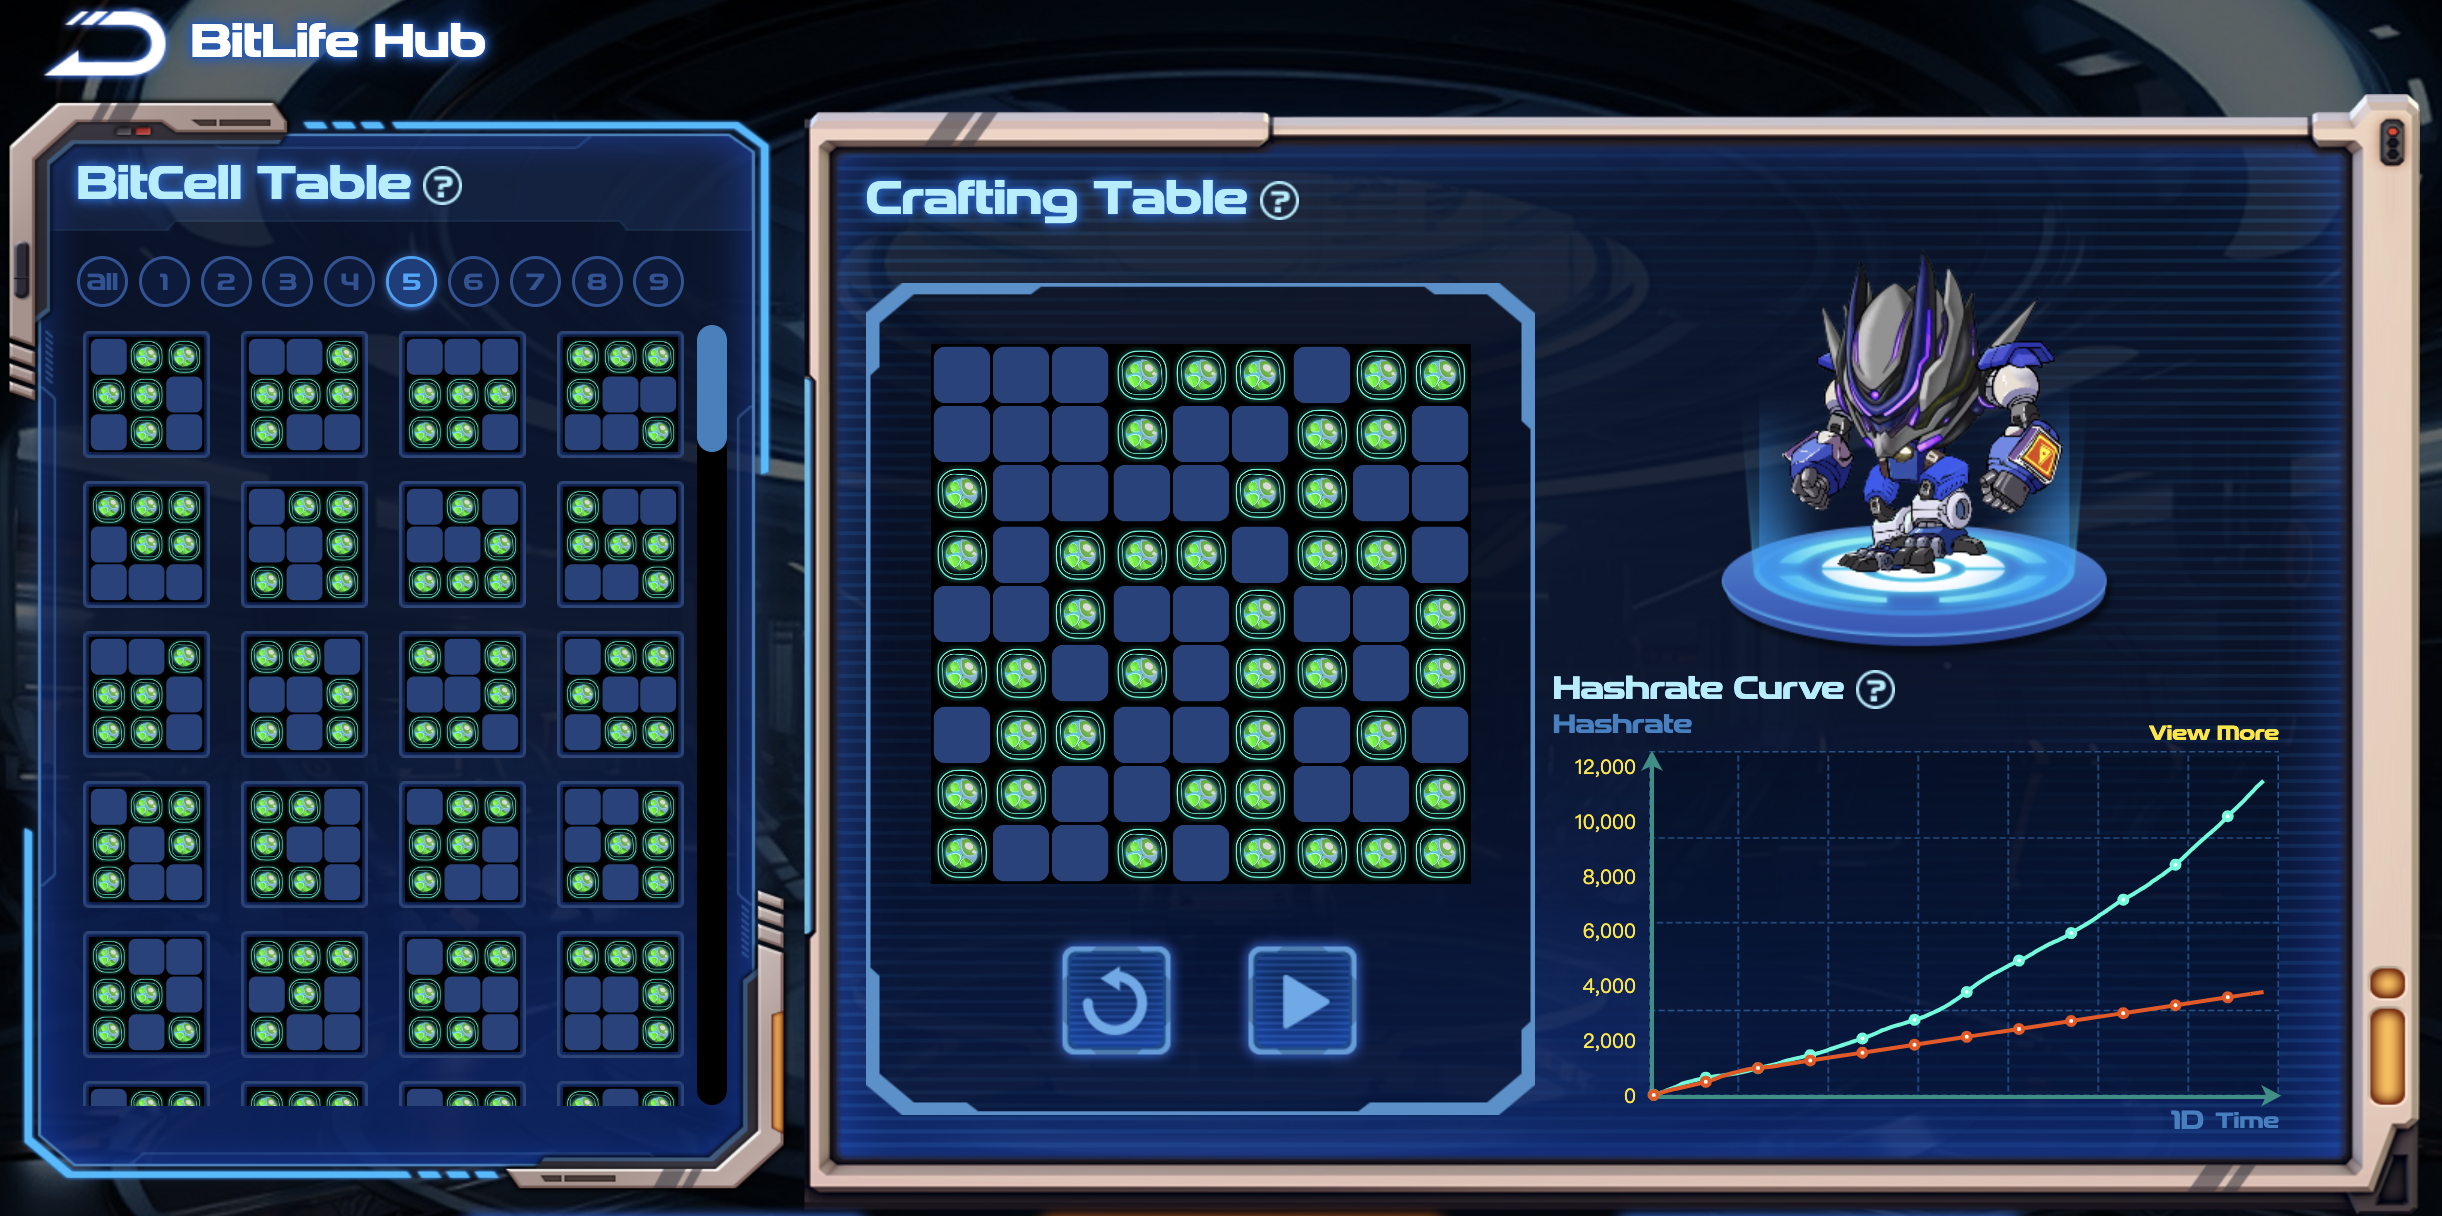 BitLife Hub
BitCell Table ?
all 1 2 3 4 5 6 7 8 9
Crafting Table ?
Hashrate Curve ?
Hashrate
View More
12,000
10,000
8,000
6,000
4,000
2,000
0
1D Time